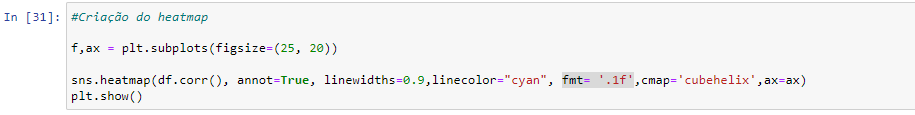 In [31]: #Criação do heatmap
f,ax = plt.subplots(figsize=(25, 20))
sns.heatmap(df.corr(), annot=True, linewidths=0.9,linecolor="cyan", fmt= '.1f',cmap='cubehelix',ax=ax)
plt.show()